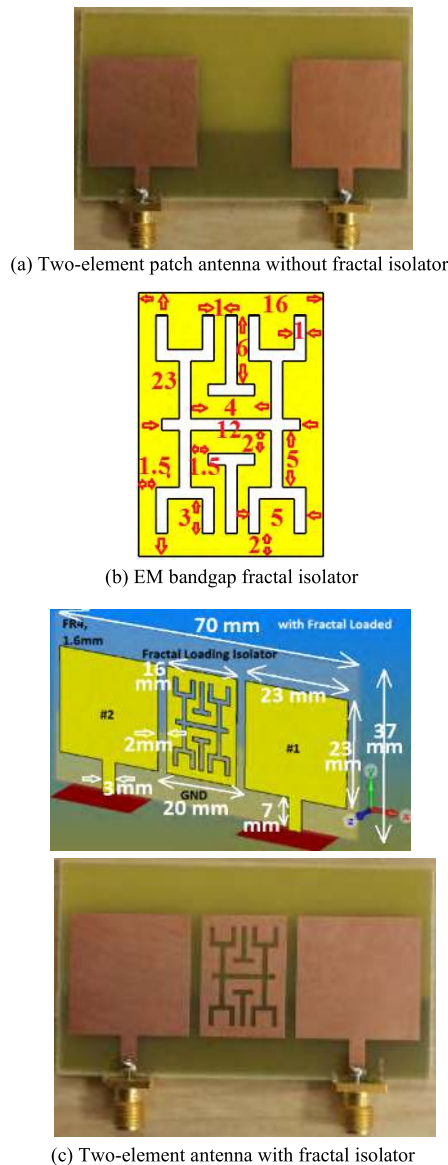 (a) Two-element patch antenna without fractal isolator
1
16
1
6
23
4
12
2
1.5
1.5
5
3
5
2
(b) EM bandgap fractal isolator
FR4,
1.6mm
70 mm
with Fractal Loaded
Fractal Loading Isolator
16
mm
23 mm
#2
#1
23
mm
37
mm
2mm
3mm
GND
20 mm
7
mm
y
z
x
(c) Two-element antenna with fractal isolator